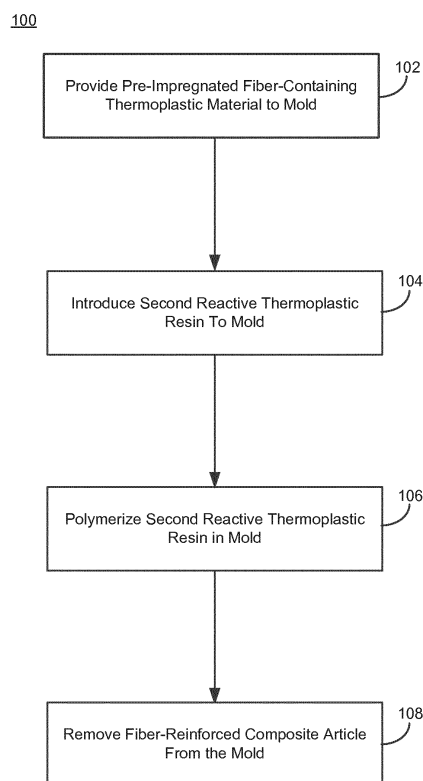 100
Provide Pre-Impregnated Fiber-Containing
Thermoplastic Material to Mold
102
Introduce Second Reactive Thermoplastic
Resin To Mold
104
Polymerize Second Reactive Thermoplastic
Resin in Mold
106
Remove Fiber-Reinforced Composite Article
From the Mold
108